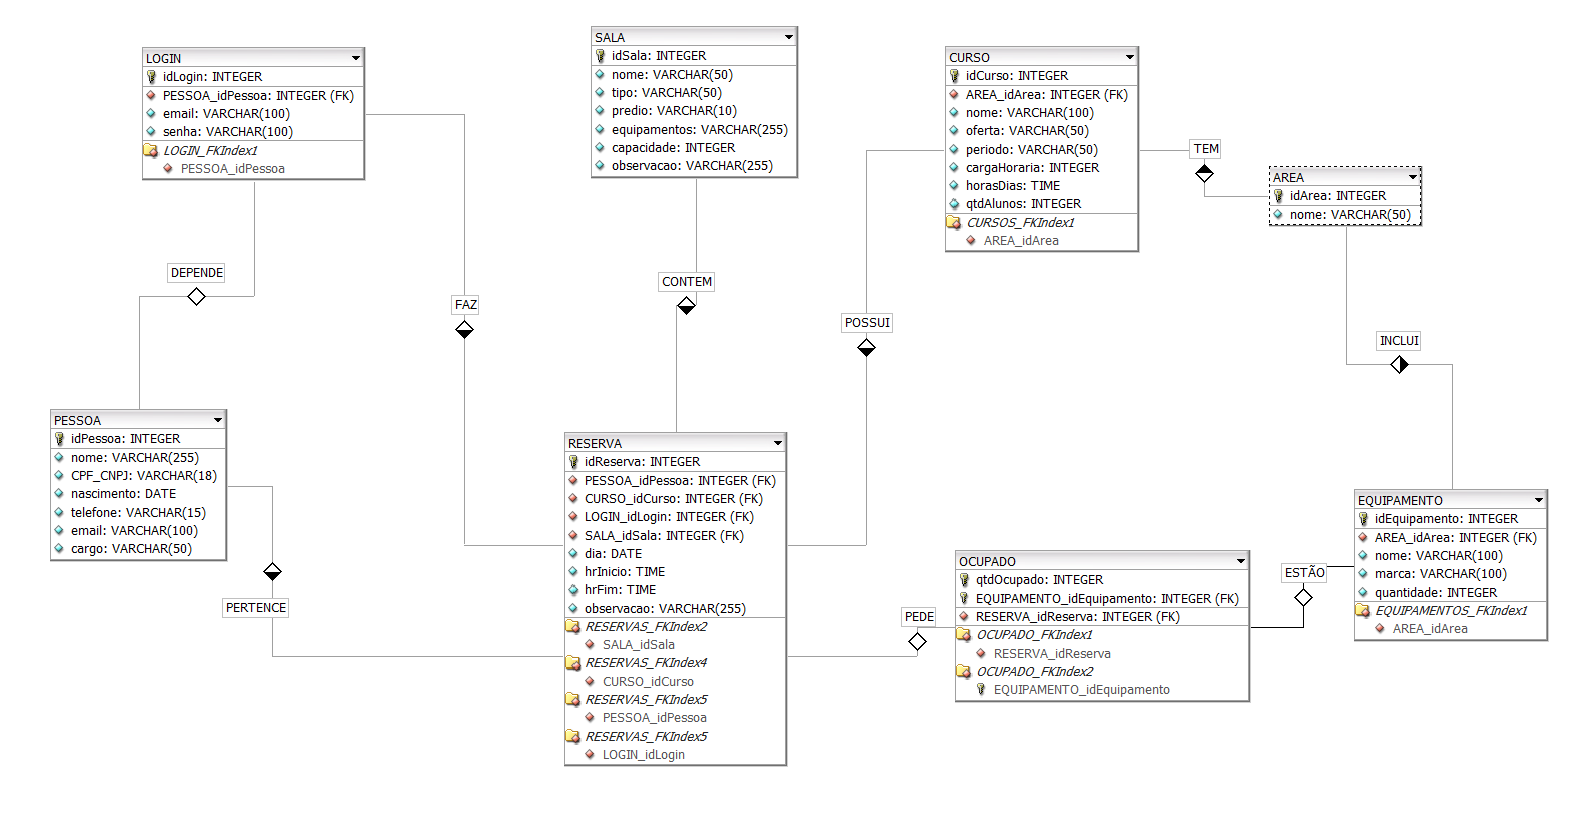 LOGIN
idLogin: INTEGER
PESSOA_idPessoa: INTEGER (FK)
email: VARCHAR(100)
senha: VARCHAR(100)
LOGIN_FKIndex1
PESSOA_idPessoa
SALA
idSala: INTEGER
nome: VARCHAR(50)
tipo: VARCHAR(50)
predio: VARCHAR(10)
equipamentos: VARCHAR(255)
capacidade: INTEGER
observacao: VARCHAR(255)
CURSO
idCurso: INTEGER
AREA_idArea: INTEGER (FK)
nome: VARCHAR(100)
oferta: VARCHAR(50)
periodo: VARCHAR(50)
cargaHoraria: INTEGER
horasDias: TIME
qtdAlunos: INTEGER
CURSOS_FKIndex1
AREA_idArea
TEM
AREA
idArea: INTEGER
nome: VARCHAR(50)
DEPENDE
FAZ
CONTEM
POSSUI
INCLUI
PESSOA
idPessoa: INTEGER
nome: VARCHAR(255)
CPF_CNPJ: VARCHAR(18)
nascimento: DATE
telefone: VARCHAR(15)
email: VARCHAR(100)
cargo: VARCHAR(50)
PERTENCE
RESERVA
idReserva: INTEGER
PESSOA_idPessoa: INTEGER (FK)
CURSO_idCurso: INTEGER (FK)
LOGIN_idLogin: INTEGER (FK)
SALA_idSala: INTEGER (FK)
dia: DATE
hrInicio: TIME
hrFim: TIME
observacao: VARCHAR(255)
RESERVAS_FKIndex2
SALA_idSala
RESERVAS_FKIndex4
CURSO_idCurso
RESERVAS_FKIndex5
PESSOA_idPessoa
RESERVAS_FKIndex5
LOGIN_idLogin
PEDE
OCUPADO
qtdOcupado: INTEGER
EQUIPAMENTO_idEquipamento: INTEGER (FK)
RESERVA_idReserva: INTEGER (FK)
OCUPADO_FKIndex1
RESERVA_idReserva
OCUPADO_FKIndex2
EQUIPAMENTO_idEquipamento
ESTÃO
EQUIPAMENTO
idEquipamento: INTEGER
AREA_idArea: INTEGER (FK)
nome: VARCHAR(100)
marca: VARCHAR(100)
quantidade: INTEGER
EQUIPAMENTOS_FKIndex1
AREA_idArea